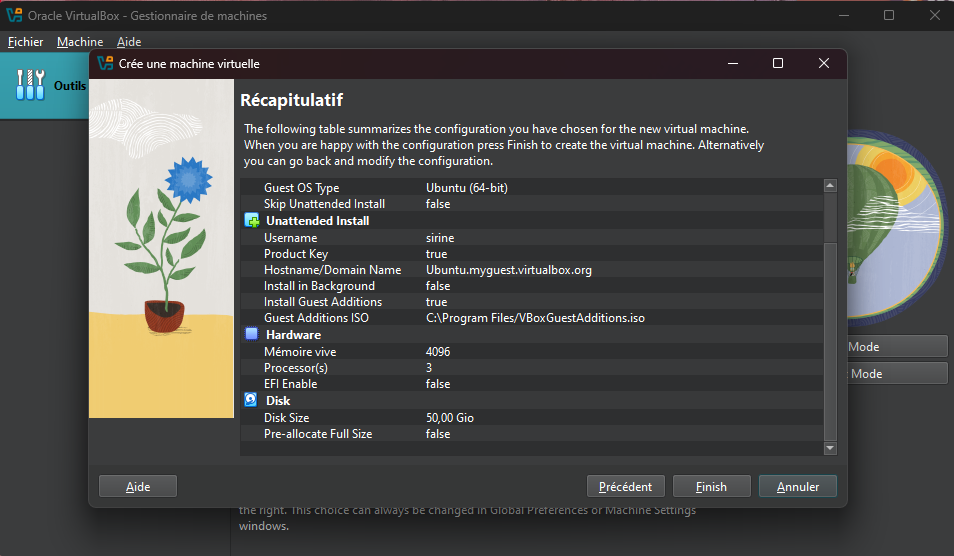 Oracle VirtualBox - Gestionnaire de machines
Fichier Machine Aide
Outils
Crée une machine virtuelle
Récapitulatif
The following table summarizes the configuration you have chosen for the new virtual machine.
When you are happy with the configuration press Finish to create the virtual machine. Alternatively
you can go back and modify the configuration.
Guest OS Type Ubuntu (64-bit)
Skip Unattended Install false
Unattended Install
Username sirine
Product Key true
Hostname/Domain Name Ubuntu.myguest.virtualbox.org
Install in Background false
Install Guest Additions true
Guest Additions ISO C:\Program Files/VBoxGuestAdditions.iso
Hardware
Mémoire vive 4096
Processor(s) 3
EFI Enable false
Disk
Disk Size 50,00 Gio
Pre-allocate Full Size false
Mode
Mode
Aide Précédent Finish Annuler
the right. This choice can always be changed in Global Preferences or Machine Settings
windows.